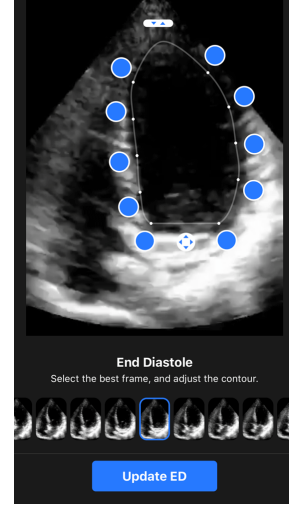 End Diastole
Select the best frame, and adjust the contour.
Update ED